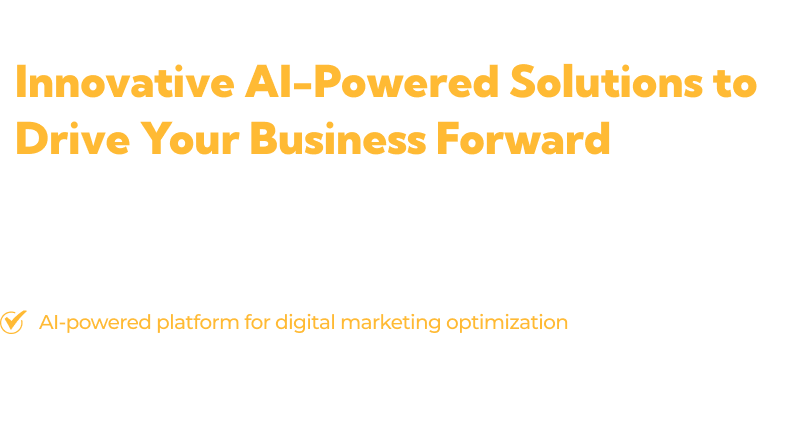 Innovative AI-Powered Solutions to
Drive Your Business Forward
AI-powered platform for digital marketing optimization